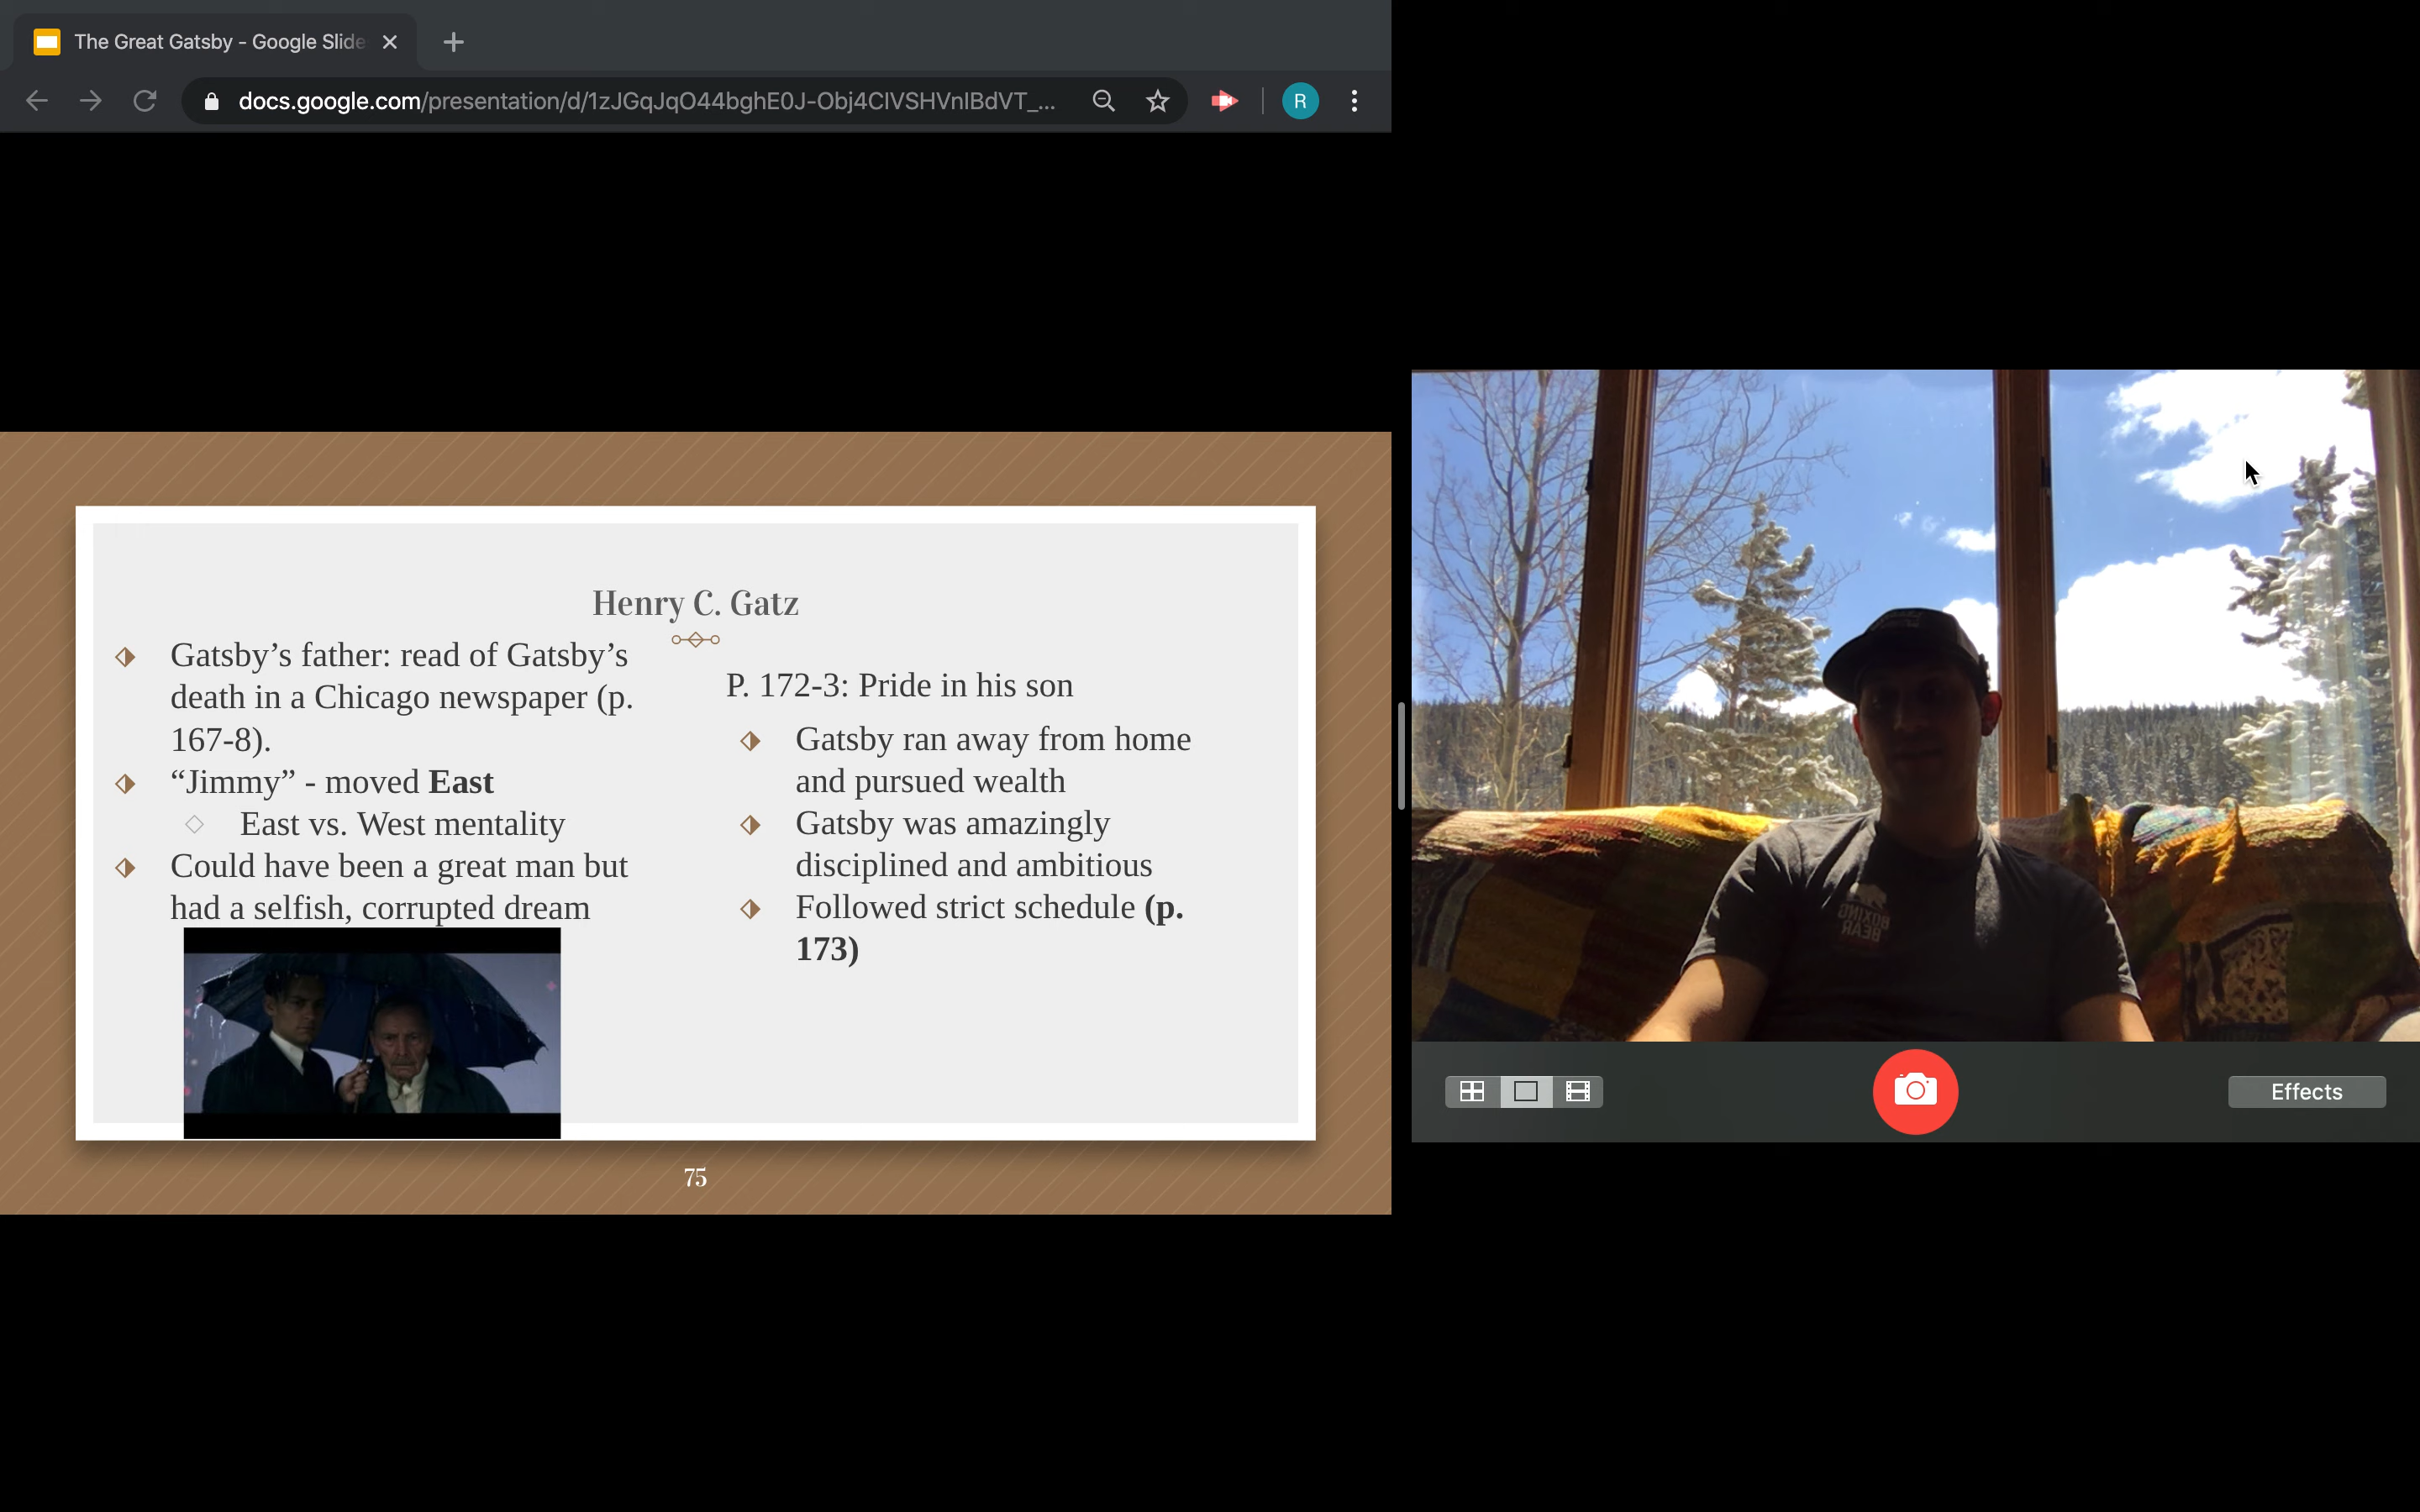 The Great Gatsby - Google Slide
docs.google.com/presentation/d/1zJGqJqO44bghE0J-Obj4ClVSHVnlBdVT_...
R
Henry C. Gatz
Gatsby’s father: read of Gatsby’s
death in a Chicago newspaper (p.
167-8).
“Jimmy” - moved East
East vs. West mentality
Could have been a great man but
had a selfish, corrupted dream
P. 172-3: Pride in his son
Gatsby ran away from home
and pursued wealth
Gatsby was amazingly
disciplined and ambitious
Followed strict schedule (p.
173)
75
BOXING
BEAR
Effects